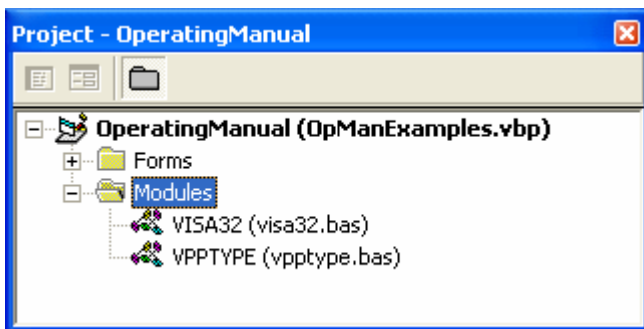 Project - OperatingManual
OperatingManual (OpManExamples.vbp)
Forms
Modules
VISA32 (visa32.bas)
VPPTYPE (vpptype.bas)